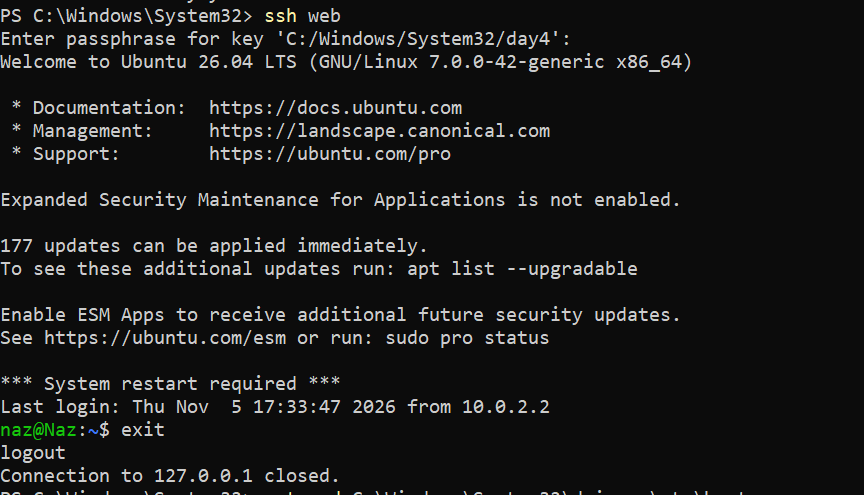 PS C:\Windows\System32> ssh web
Enter passphrase for key 'C:/Windows/System32/day4':
Welcome to Ubuntu 26.04 LTS (GNU/Linux 7.0.0-42-generic x86_64)
* Documentation: https://docs.ubuntu.com
* Management: https://landscape.canonical.com
* Support: https://ubuntu.com/pro
Expanded Security Maintenance for Applications is not enabled.
177 updates can be applied immediately.
To see these additional updates run: apt list --upgradable
Enable ESM Apps to receive additional future security updates.
See https://ubuntu.com/esm or run: sudo pro status
*** System restart required ***
Last login: Thu Nov  5 17:33:47 2026 from 10.0.2.2
naz@Naz:~$ exit
logout
Connection to 127.0.0.1 closed.